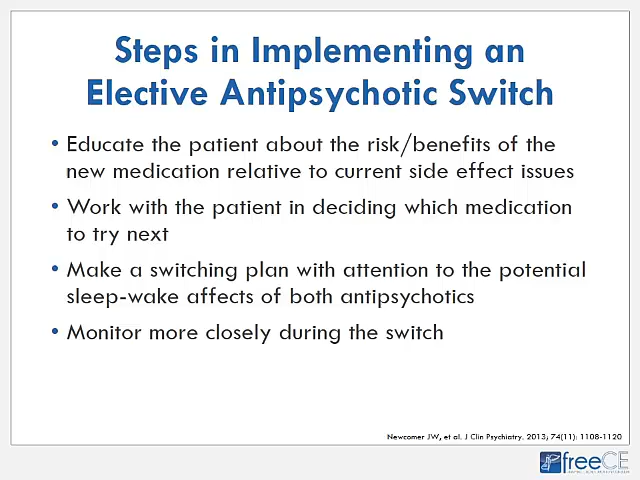 Steps in Implementing an
Elective Antipsychotic Switch
• Educate the patient about the risk/benefits of the
new medication relative to current side effect issues
• Work with the patient in deciding which medication
to try next
• Make a switching plan with attention to the potential
sleep-wake affects of both antipsychotics
• Monitor more closely during the switch
Newcomer JW, et al. J Clin Psychiatry. 2013; 74(11): 1108-1120
freeCE